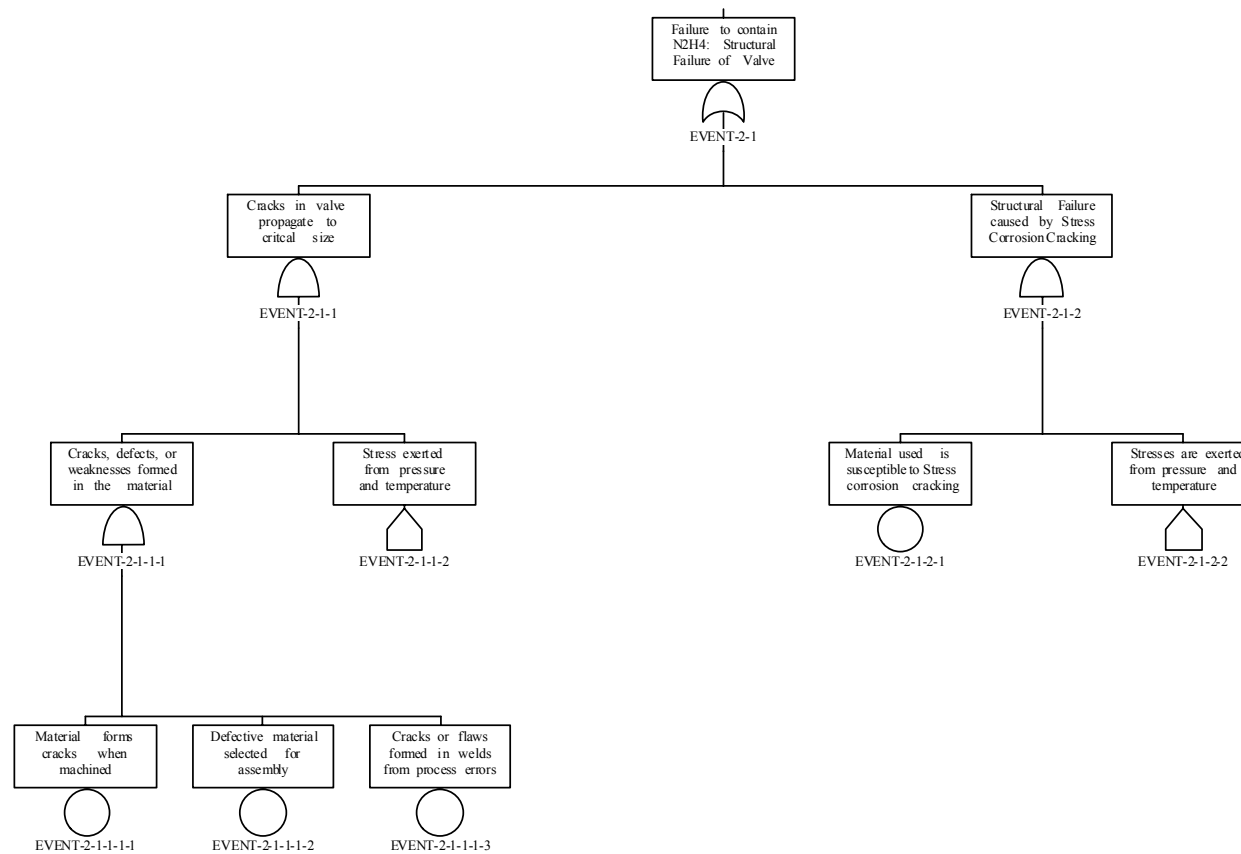 Failure to contain
N2H4: Structural
Failure of Valve
EVENT-2-1
Cracks in valve
propagate to
critcal size
EVENT-2-1-1
Structural Failure
caused by Stress
Corrosion Cracking
EVENT-2-1-2
Cracks, defects, or
weaknesses formed
in the material
EVENT-2-1-1-1
Stress exerted
from pressure
and temperature
EVENT-2-1-1-2
Material used is
susceptible to Stress
corrosion cracking
EVENT-2-1-2-1
Stresses are exerted
from pressure and
temperature
EVENT-2-1-2-2
Material forms
cracks when
machined
EVENT-2-1-1-1-1
Defective material
selected for
assembly
EVENT-2-1-1-1-2
Cracks or flaws
formed in welds
from process errors
EVENT-2-1-1-1-3